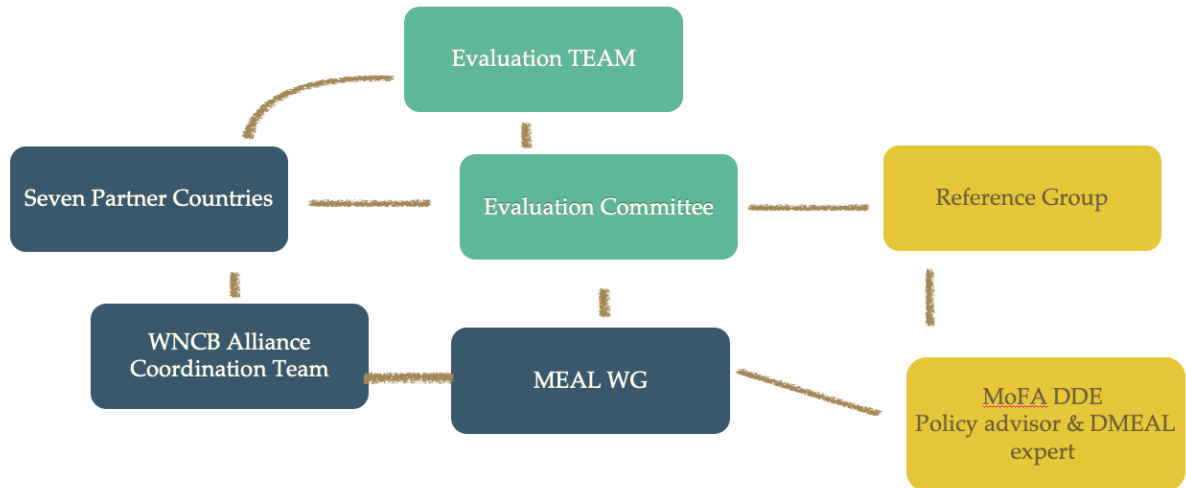 Evaluation TEAM
Seven Partner Countries
Evaluation Committee
Reference Group
WNCB Alliance
Coordination Team
MEAL WG
MoFA DDE
Policy advisor & DMEAL
expert